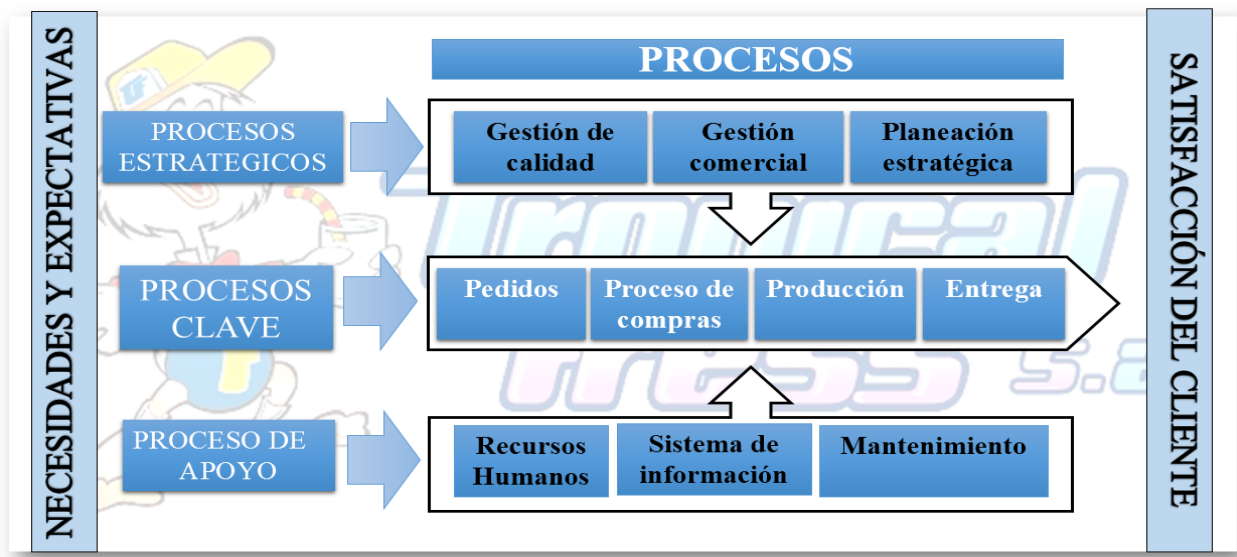 NECESIDADES Y EXPECTATIVAS
PROCESOS
PROCESOS
ESTRATEGICOS
Gestión de
calidad
Gestión
comercial
Planeación
estratégica
PROCESOS
CLAVE
Pedidos
Proceso de
compras
Producción
Entrega
PROCESO DE
APOYO
Recursos
Humanos
Sistema de
información
Mantenimiento
SATISFACCIÓN DEL CLIENTE
Tropical
s.a